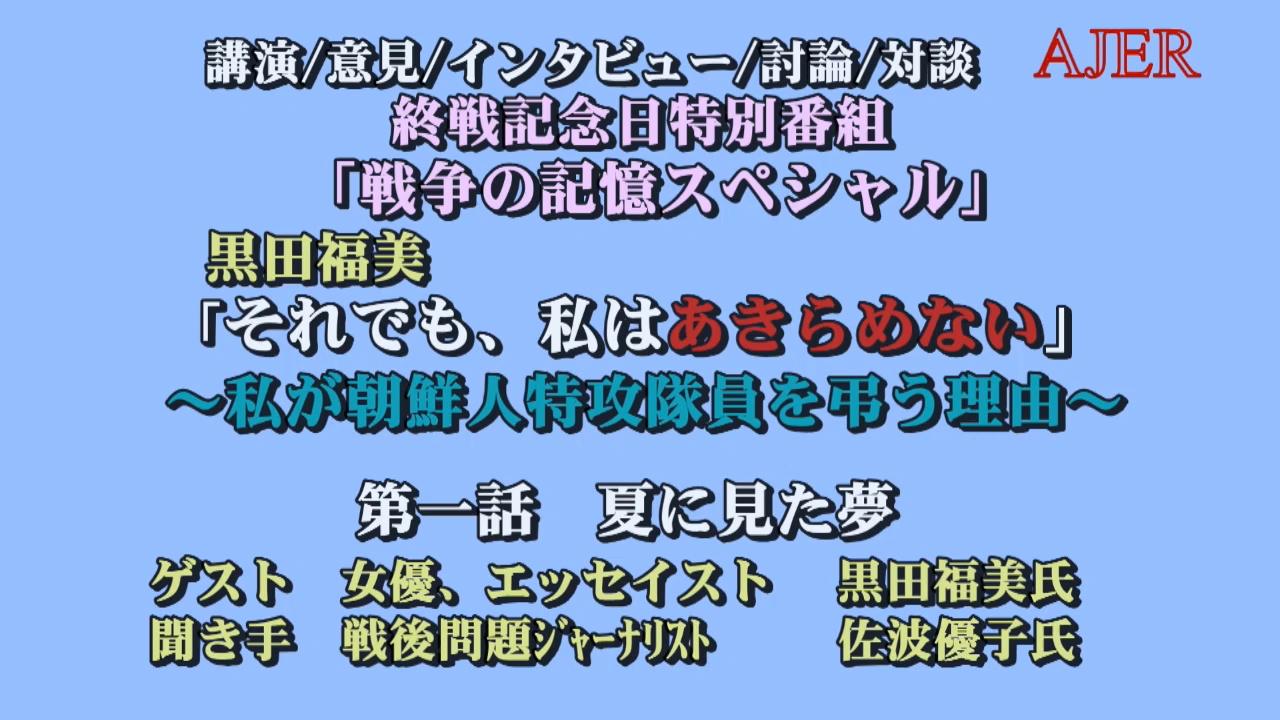 講演/意見/インタビュー/討論/対談
AJER
終戦記念日特別番組
「戦争の記憶スペシャル」
黒田福美
「それでも、私はあきらめない」
～私が朝鮮人特攻隊員を弔う理由～
第一話　夏に見た夢
ゲスト　女優、エッセイスト　黒田福美氏
聞き手　戦後問題ｼﾞｬｰﾅﾘｽﾄ　佐波優子氏